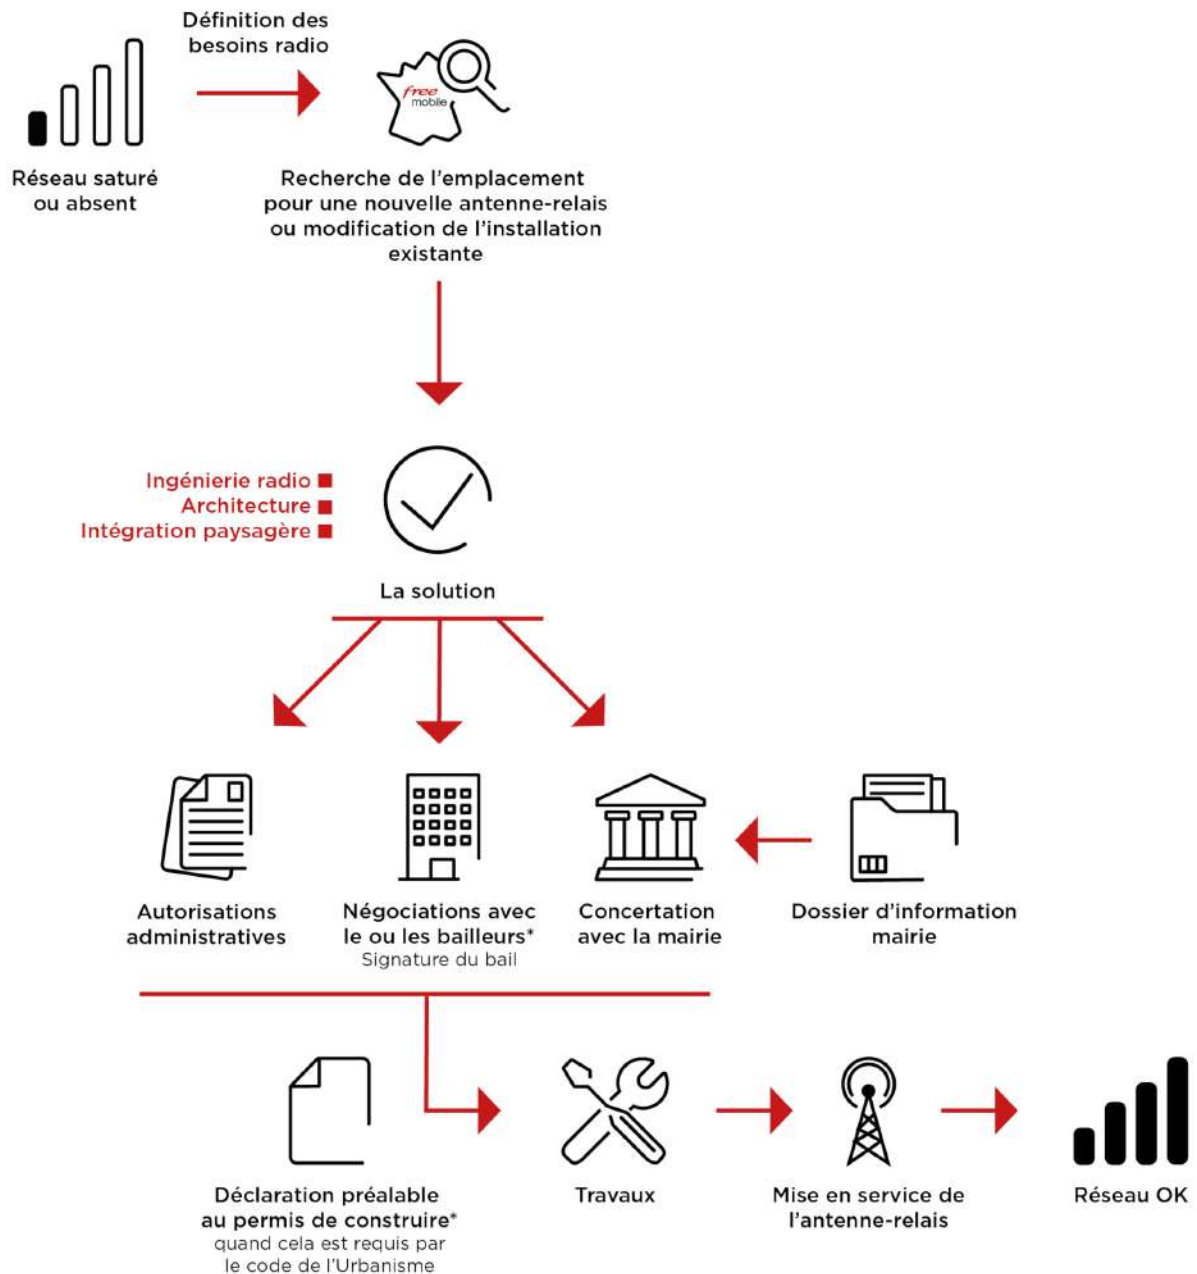 Définition des
besoins radio
free
mobile
Réseau saturé
ou absent
Recherche de l'emplacement
pour une nouvelle antenne-relais
ou modification de l'installation
existante
Ingénierie radio
Architecture
Intégration paysagère
La solution
Autorisations
administratives
Négociations avec
le ou les bailleurs*
Signature du bail
Concertation
avec la mairie
Dossier d'information
mairie
Déclaration préalable
au permis de construire*
quand cela est requis par
le code de l'Urbanisme
Travaux
Mise en service de
l'antenne-relais
Réseau OK